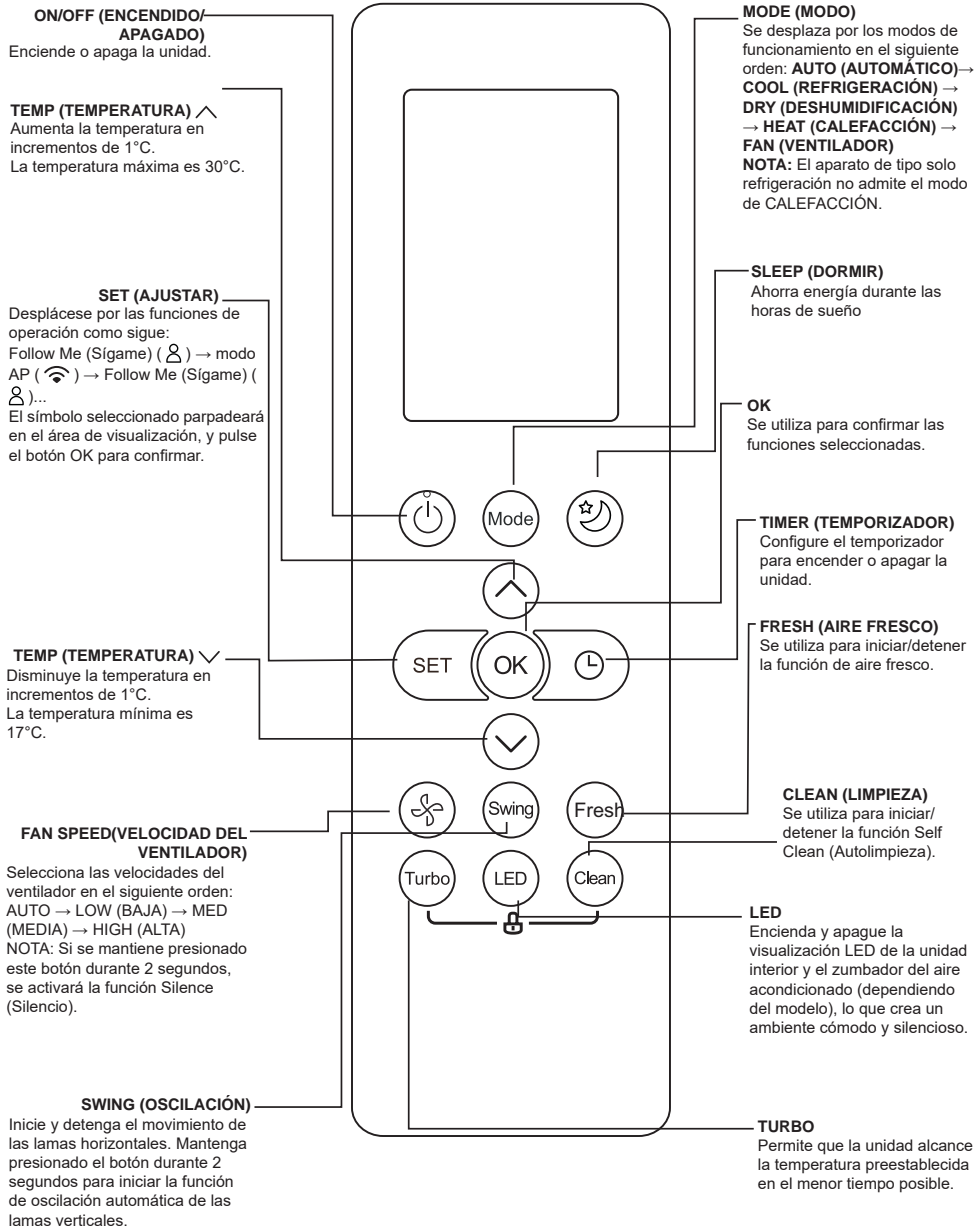 ON/OFF (ENCENDIDO/
APAGADO)
Enciende o apaga la unidad.
TEMP (TEMPERATURA)
Aumenta la temperatura en
incrementos de 1°C.
La temperatura máxima es 30°C.
SET (AJUSTAR)
Desplácese por las funciones de
operación como sigue:
Follow Me (Sígame) ( ) → modo
AP ( ) → Follow Me (Sígame) (
)...
El símbolo seleccionado parpadeará
en el área de visualización, y pulse
el botón OK para confirmar.
TEMP (TEMPERATURA)
Disminuye la temperatura en
incrementos de 1°C.
La temperatura mínima es
17°C.
FAN SPEED(VELOCIDAD DEL
VENTILADOR)
Selecciona las velocidades del
ventilador en el siguiente orden:
AUTO → LOW (BAJA) → MED
(MEDIA) → HIGH (ALTA)
NOTA: Si se mantiene presionado
este botón durante 2 segundos,
se activará la función Silence
(Silencio).
SWING (OSCILACIÓN)
Inicie y detenga el movimiento de
las lamas horizontales. Mantenga
presionado el botón durante 2
segundos para iniciar la función
de oscilación automática de las
lamas verticales.
Mode
SET
OK
Swing
Fresh
Turbo
LED
Clean
MODE (MODO)
Se desplaza por los modos de
funcionamiento en el siguiente
orden: AUTO (AUTOMÁTICO)→
COOL (REFRIGERACIÓN) →
DRY (DESHUMIDIFICACIÓN)
→ HEAT (CALEFACCIÓN) →
FAN (VENTILADOR)
NOTA: El aparato de tipo solo
refrigeración no admite el modo
de CALEFACCIÓN.
SLEEP (DORMIR)
Ahorra energía durante las
horas de sueño
OK
Se utiliza para confirmar las
funciones seleccionadas.
TIMER (TEMPORIZADOR)
Configure el temporizador
para encender o apagar la
unidad.
FRESH (AIRE FRESCO)
Se utiliza para iniciar/detener
la función de aire fresco.
CLEAN (LIMPIEZA)
Se utiliza para iniciar/
detener la función Self
Clean (Autolimpieza).
LED
Encienda y apague la
visualización LED de la unidad
interior y el zumbador del aire
acondicionado (dependiendo
del modelo), lo que crea un
ambiente cómodo y silencioso.
TURBO
Permite que la unidad alcance
la temperatura preestablecida
en el menor tiempo posible.